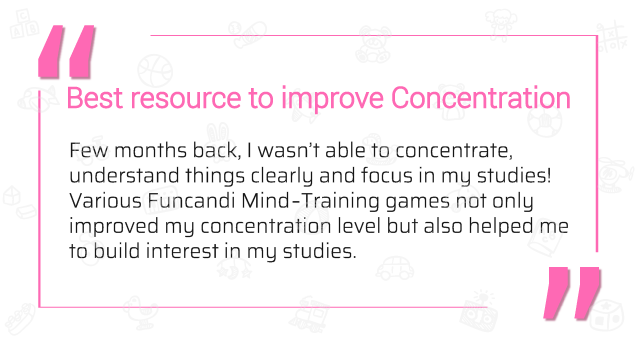 Best resource to improve Concentration
Few months back, I wasn't able to concentrate,
understand things clearly and focus in my studies!
Various Funcandi Mind-Training games not only
improved my concentration level but also helped me
to build interest in my studies.